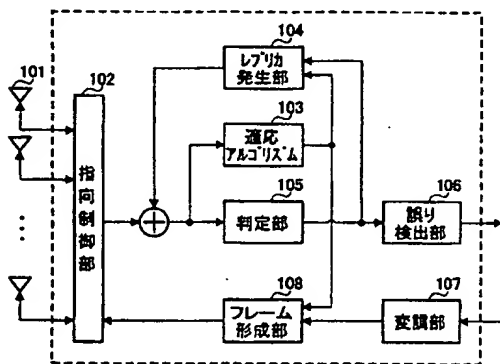 101
102
指向制御部
104
レプリカ
発生部
103
適応
アルゴリズム
105
判定部
106
誤り
検出部
108
フレーム
形成部
107
変調部